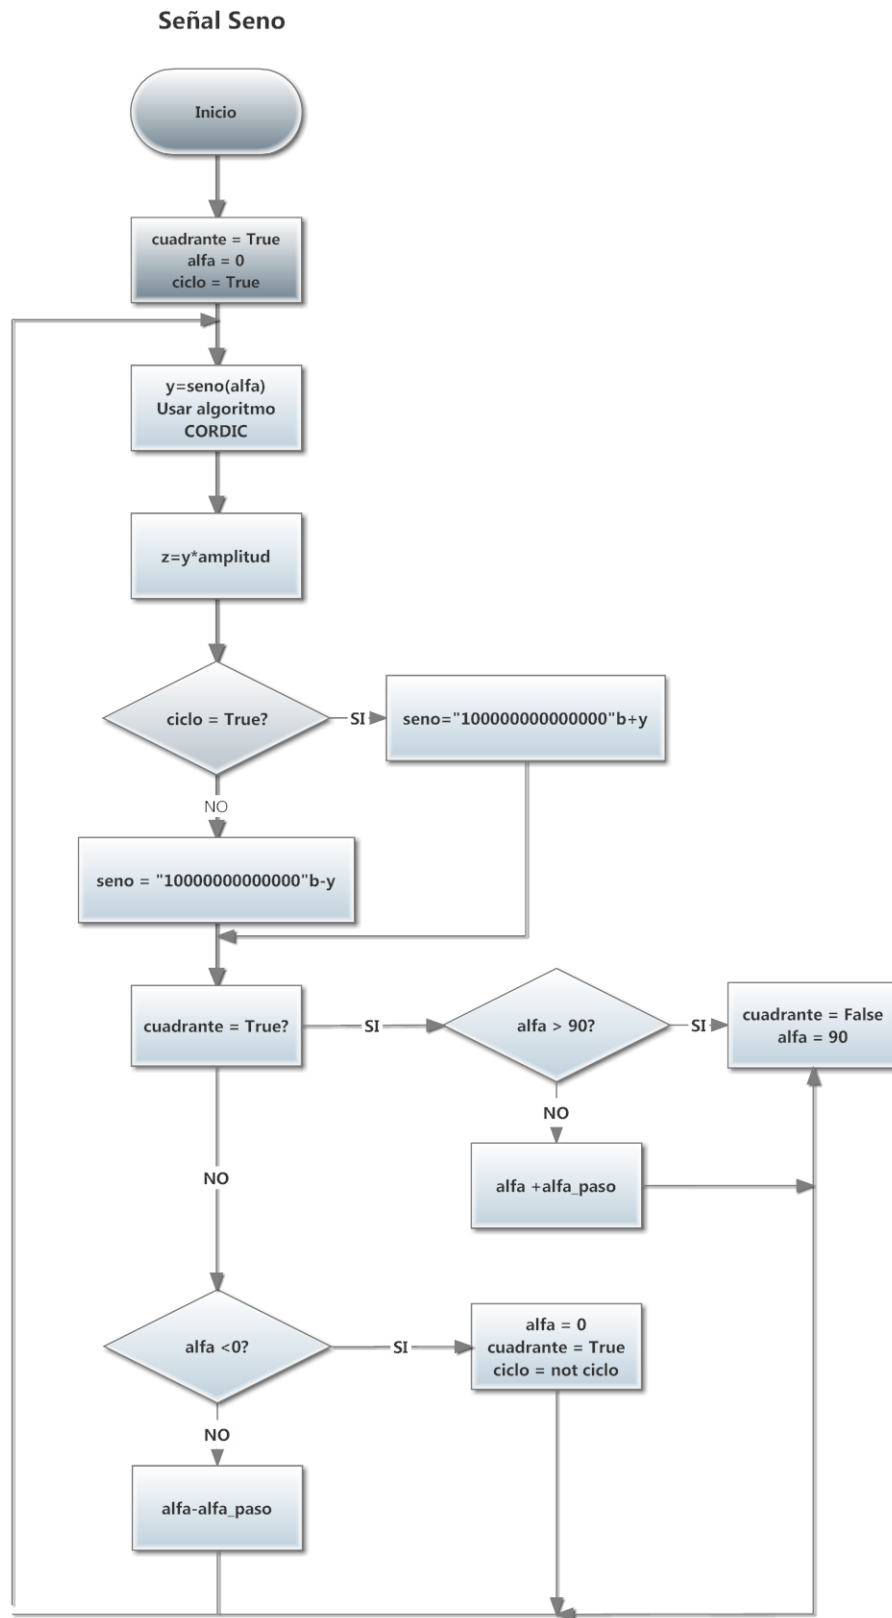 Señal Seno
Inicio
cuadrante = True
alfa = 0
ciclo = True
y=seno(alfa)
Usar algoritmo
CORDIC
z=y*amplitud
ciclo = True?
SI
seno="100000000000000"b+y
NO
seno = "10000000000000"b-y
cuadrante = True?
SI
alfa > 90?
SI
cuadrante = False
alfa = 90
NO
alfa +alfa_paso
NO
alfa <0?
SI
alfa = 0
cuadrante = True
ciclo = not ciclo
NO
alfa-alfa_paso